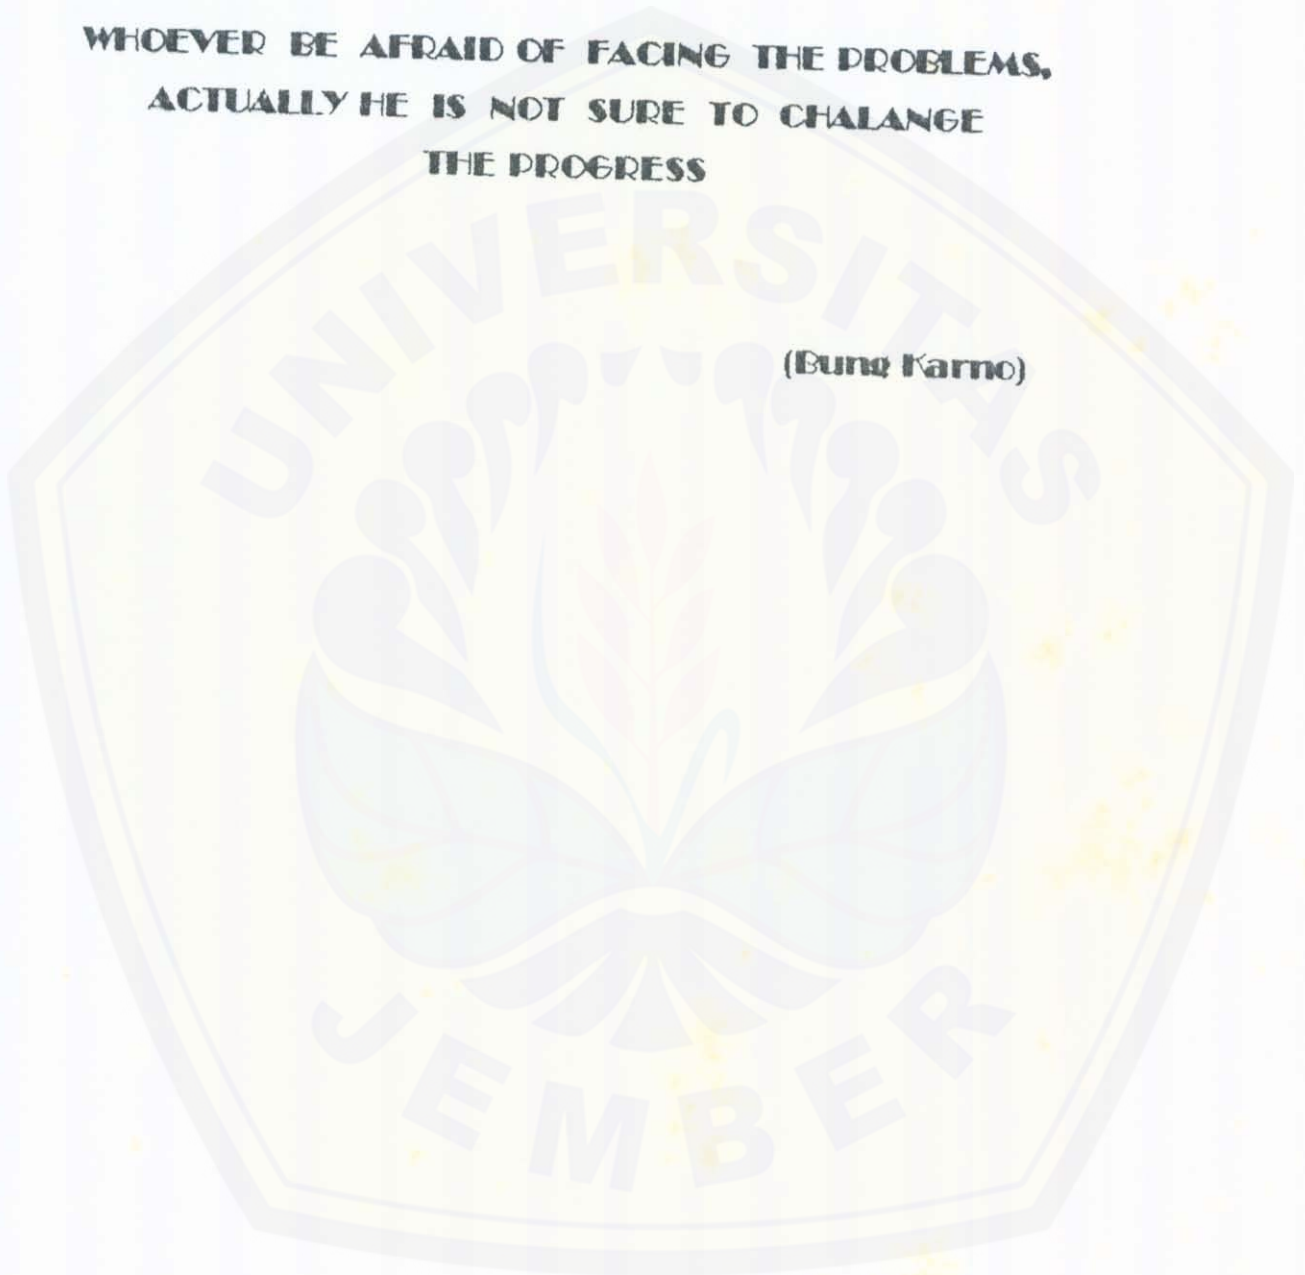 WHOEVER BE AFRAID OF FACING THE PROBLEMS,
ACTUALLY HE IS NOT SURE TO CHALANGE
THE PROGRESS
(Bung Karno)
UNIVERSITAS
JEMBER